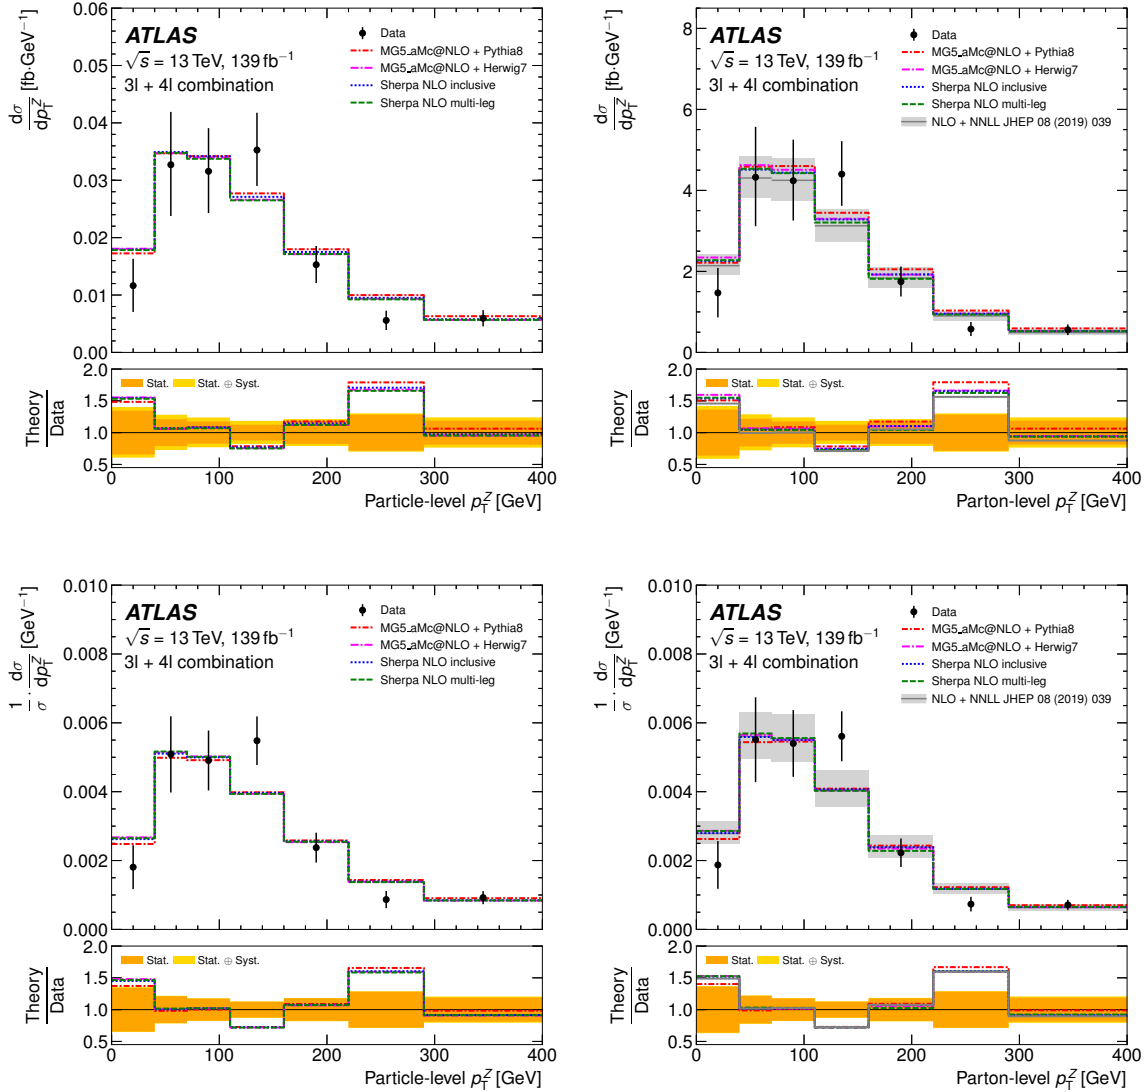 0.06
0.05
0.04
0.03
0.02
0.01
0.00
dσ
dp_T^Z [fb·GeV⁻¹]
ATLAS
√s = 13 TeV, 139 fb⁻¹
3l + 4l combination
Data
MG5_aMc@NLO + Pythia8
MG5_aMc@NLO + Herwig7
Sherpa NLO inclusive
Sherpa NLO multi-leg
2.0
1.5
1.0
0.5
Theory
Data
Stat. Stat. ⊕ Syst.
0 100 200 300 400
Particle-level p_T^Z [GeV]
8
6
4
2
0
dσ
dp_T^Z [fb·GeV⁻¹]
ATLAS
√s = 13 TeV, 139 fb⁻¹
3l + 4l combination
Data
MG5_aMc@NLO + Pythia8
MG5_aMc@NLO + Herwig7
Sherpa NLO inclusive
Sherpa NLO multi-leg
NLO + NNLL JHEP 08 (2019) 039
2.0
1.5
1.0
0.5
Theory
Data
Stat. Stat. ⊕ Syst.
0 100 200 300 400
Parton-level p_T^Z [GeV]
0.010
0.008
0.006
0.004
0.002
0.000
1/σ · dσ/dp_T^Z [GeV⁻¹]
ATLAS
√s = 13 TeV, 139 fb⁻¹
3l + 4l combination
Data
MG5_aMc@NLO + Pythia8
MG5_aMc@NLO + Herwig7
Sherpa NLO inclusive
Sherpa NLO multi-leg
2.0
1.5
1.0
0.5
Theory
Data
Stat. Stat. ⊕ Syst.
0 100 200 300 400
Particle-level p_T^Z [GeV]
0.010
0.008
0.006
0.004
0.002
0.000
1/σ · dσ/dp_T^Z [GeV⁻¹]
ATLAS
√s = 13 TeV, 139 fb⁻¹
3l + 4l combination
Data
MG5_aMc@NLO + Pythia8
MG5_aMc@NLO + Herwig7
Sherpa NLO inclusive
Sherpa NLO multi-leg
NLO + NNLL JHEP 08 (2019) 039
2.0
1.5
1.0
0.5
Theory
Data
Stat. Stat. ⊕ Syst.
0 100 200 300 400
Parton-level p_T^Z [GeV]